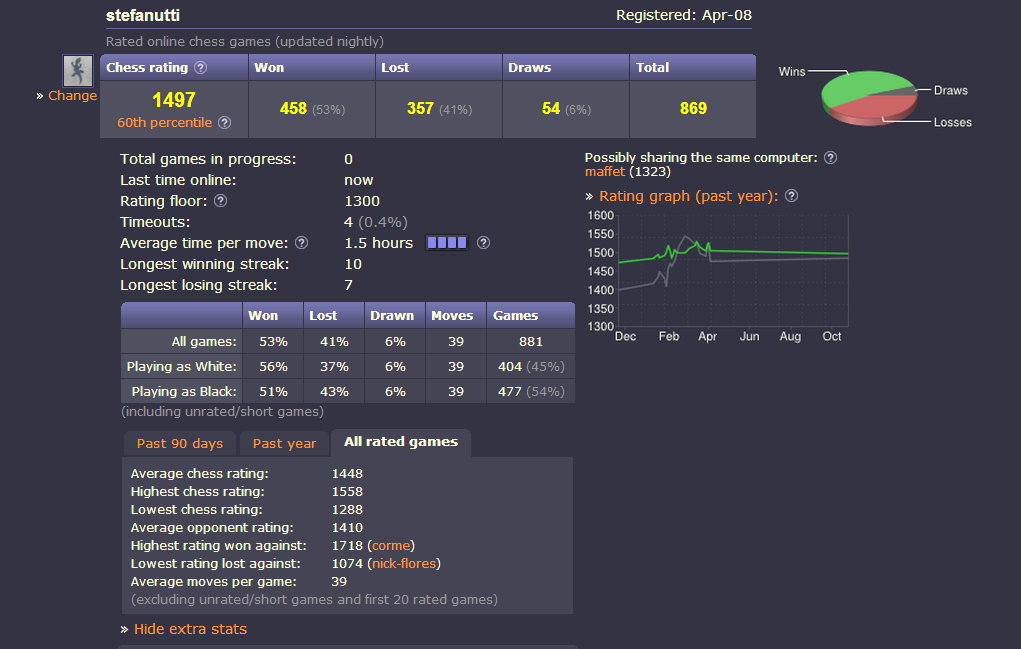 stefanutti Registered: Apr-08
Rated online chess games (updated nightly)
Chess rating ? Won Lost Draws Total
1497 458 (53%) 357 (41%) 54 (6%) 869
60th percentile ?
» Change
Wins
Draws
Losses
Total games in progress: 0
Last time online: now
Rating floor: ? 1300
Timeouts: 4 (0.4%)
Average time per move: ? 1.5 hours ?
Longest winning streak: 10
Longest losing streak: 7
Possibly sharing the same computer: ?
maffet (1323)
» Rating graph (past year): ?
1600
1550
1500
1450
1400
1350
1300
Dec Feb Apr Jun Aug Oct
Won Lost Drawn Moves Games
All games: 53% 41% 6% 39 881
Playing as White: 56% 37% 6% 39 404 (45%)
Playing as Black: 51% 43% 6% 39 477 (54%)
(including unrated/short games)
Past 90 days Past year All rated games
Average chess rating: 1448
Highest chess rating: 1558
Lowest chess rating: 1288
Average opponent rating: 1410
Highest rating won against: 1718 (corme)
Lowest rating lost against: 1074 (nick-flores)
Average moves per game: 39
(excluding unrated/short games and first 20 rated games)
» Hide extra stats